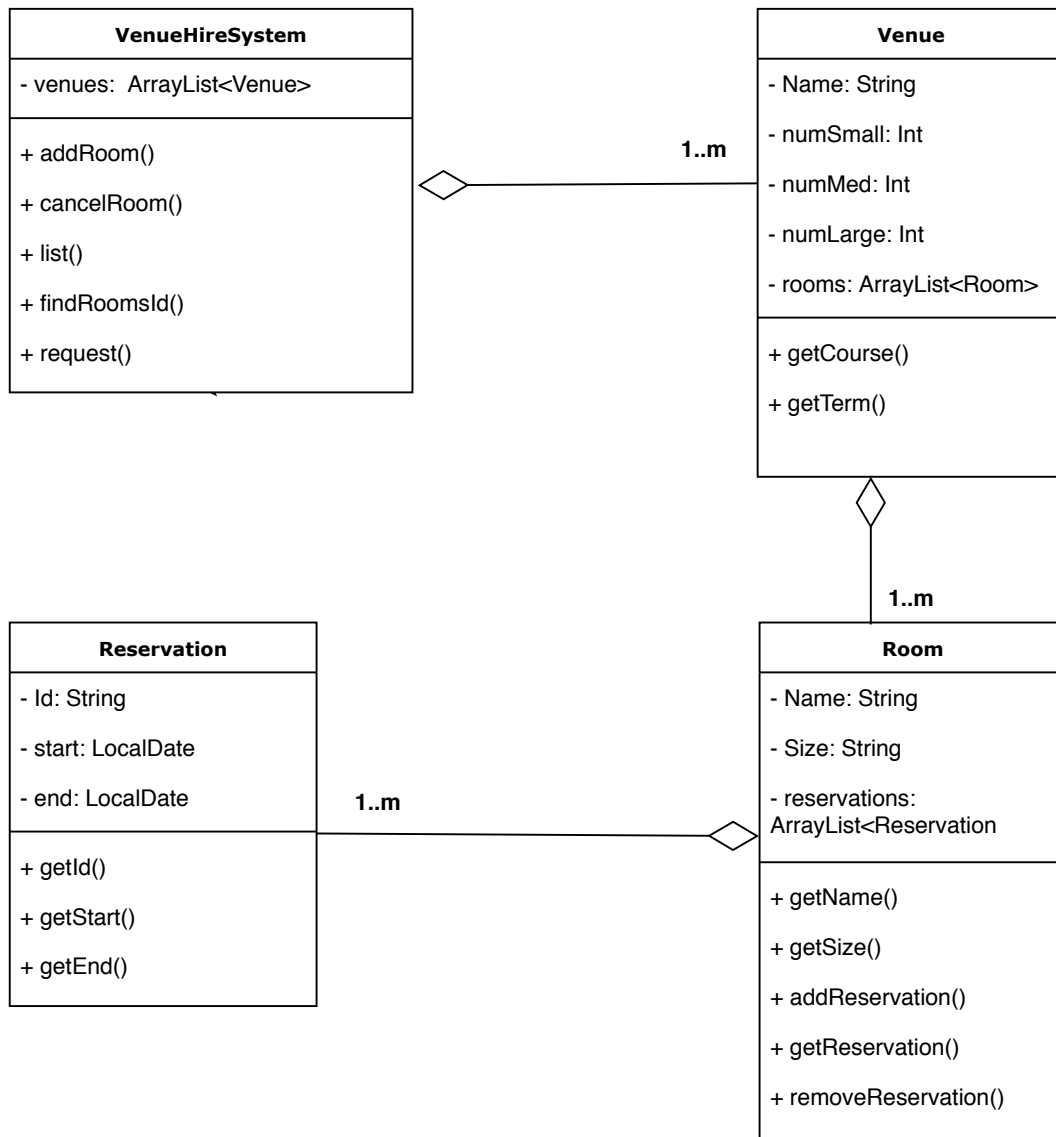 VenueHireSystem
- venues:  ArrayList<Venue>
+ addRoom()
+ cancelRoom()
+ list()
+ findRoomsId()
+ request()
1..m
Venue
- Name: String
- numSmall: Int
- numMed: Int
- numLarge: Int
- rooms: ArrayList<Room>
+ getCourse()
+ getTerm()
1..m
Reservation
- Id: String
- start: LocalDate
- end: LocalDate
+ getId()
+ getStart()
+ getEnd()
1..m
Room
- Name: String
- Size: String
- reservations:
ArrayList<Reservation
+ getName()
+ getSize()
+ addReservation()
+ getReservation()
+ removeReservation()